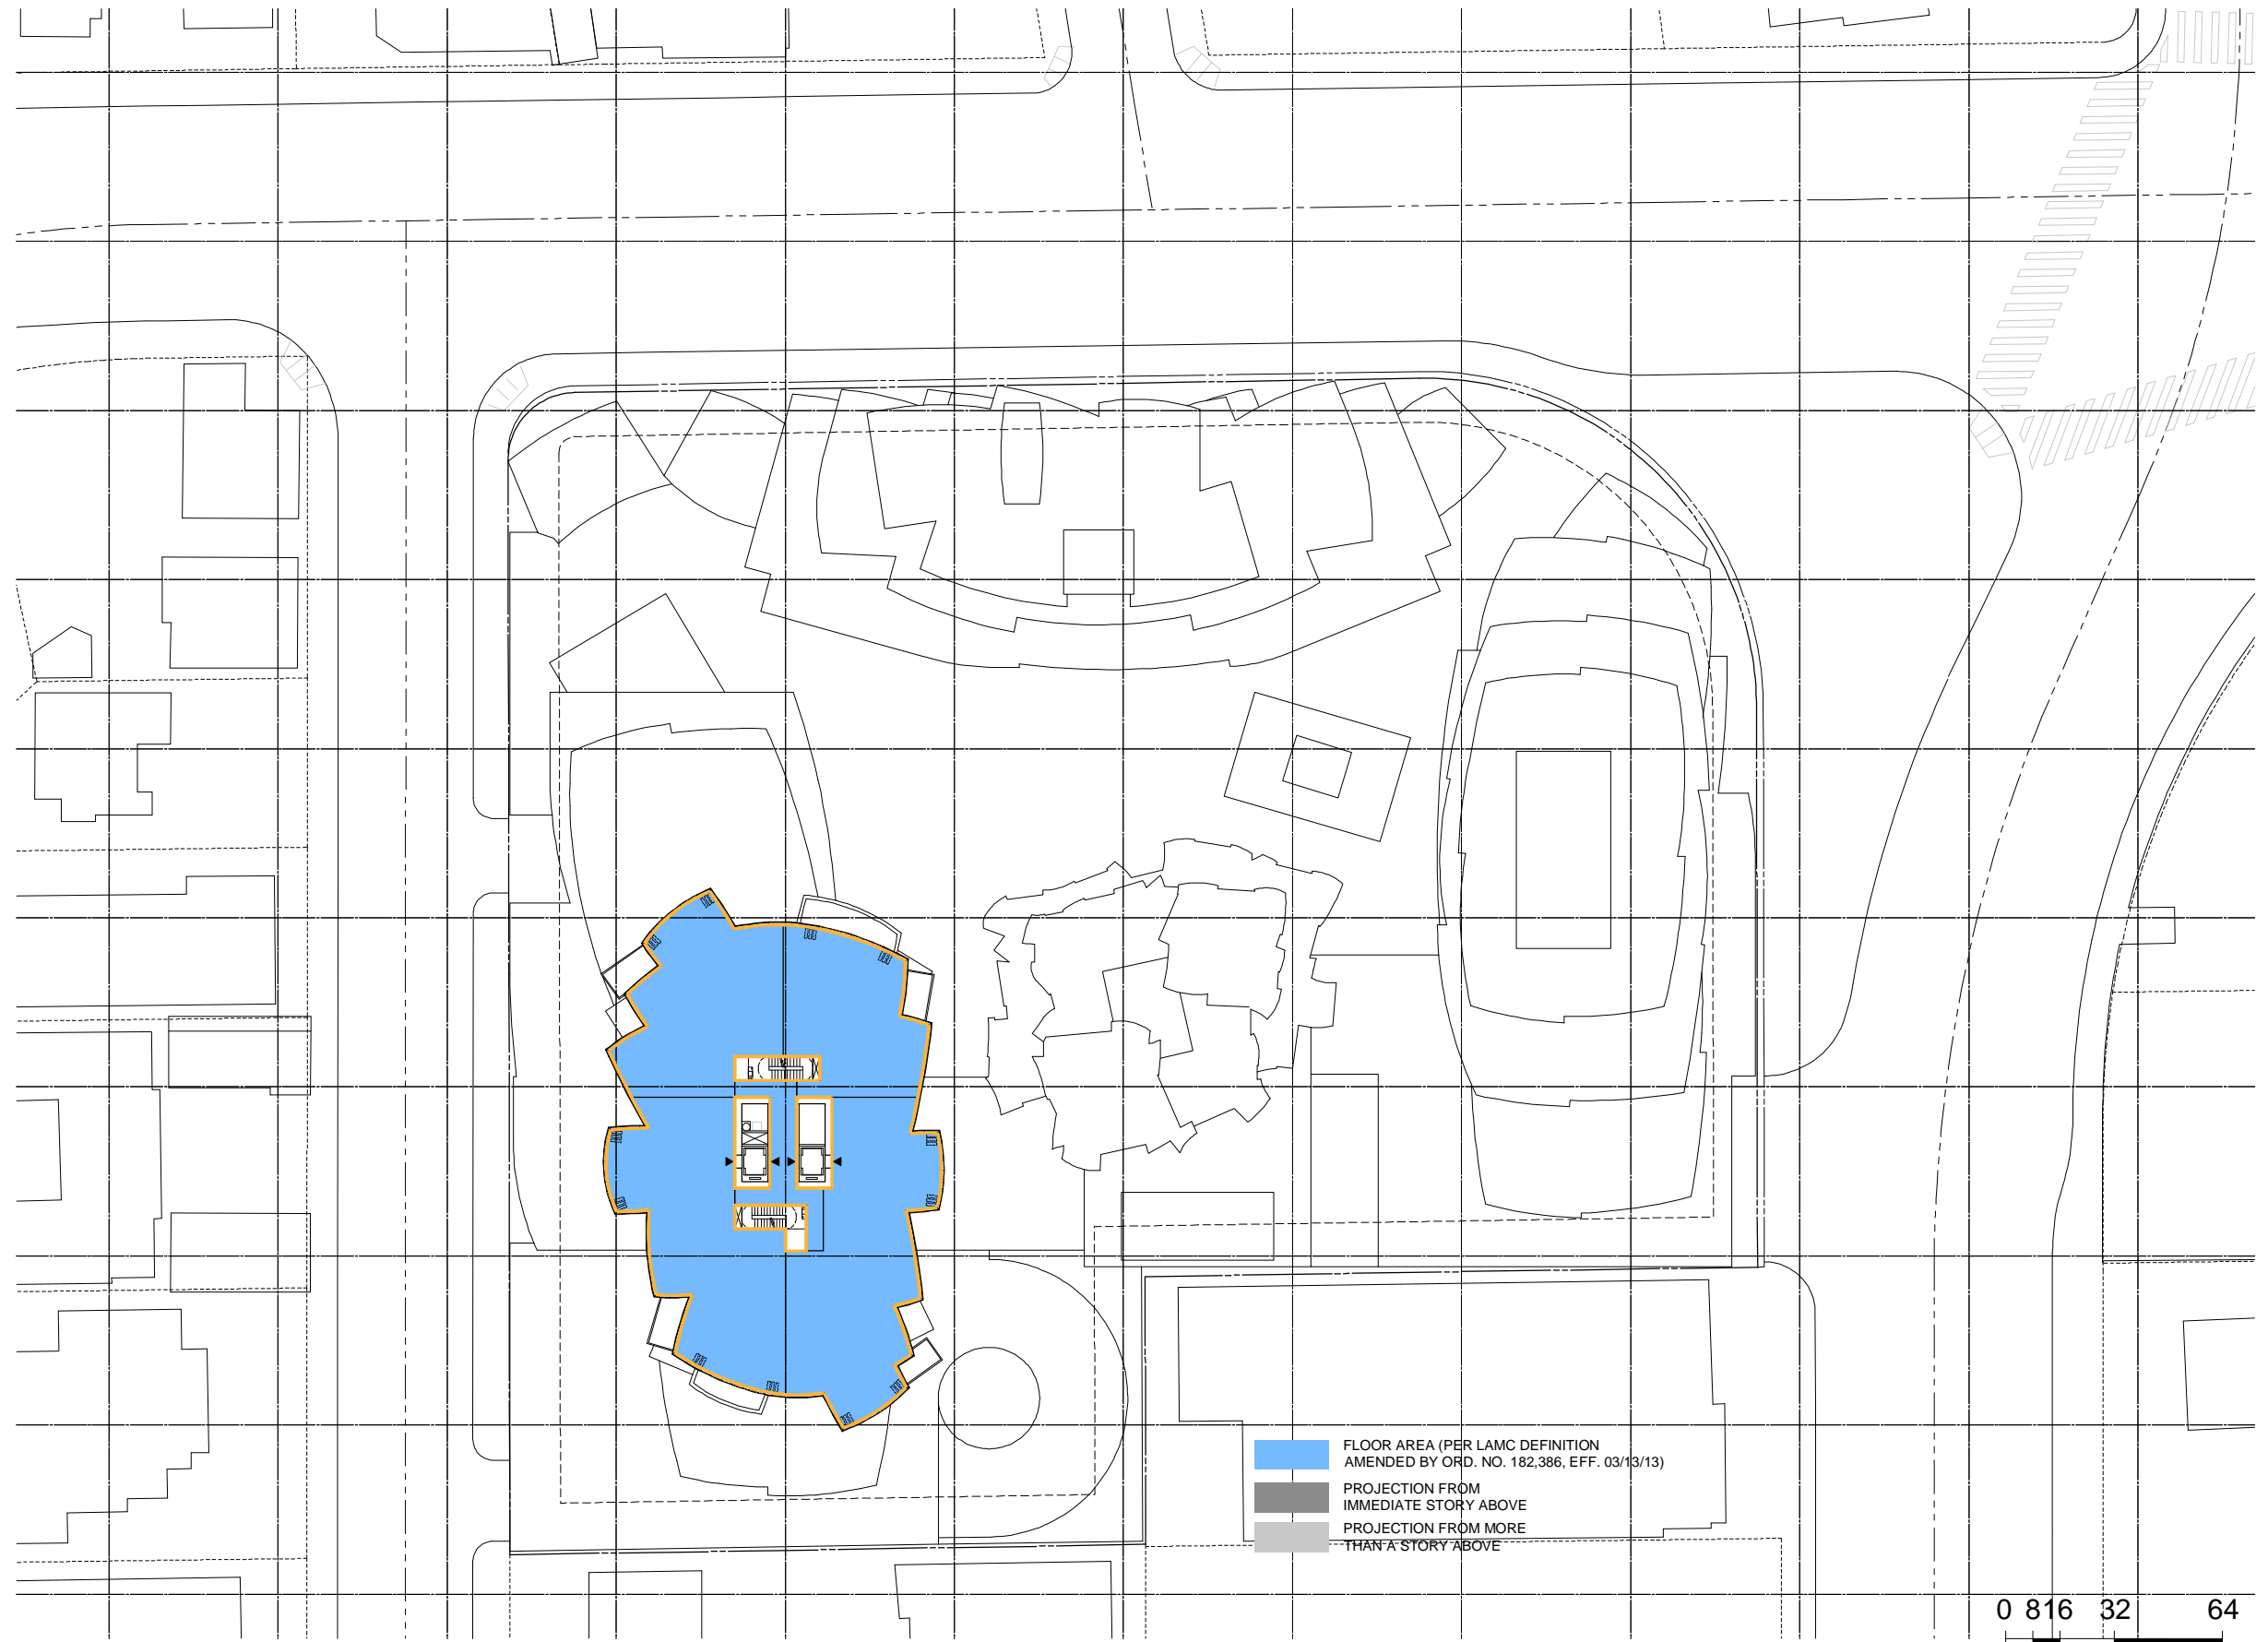 FLOOR AREA (PER LAMC DEFINITION
AMENDED BY ORD. NO. 182,386, EFF. 03/13/13)
PROJECTION FROM
IMMEDIATE STORY ABOVE
PROJECTION FROM MORE
THAN A STORY ABOVE
0 8 16 32 64